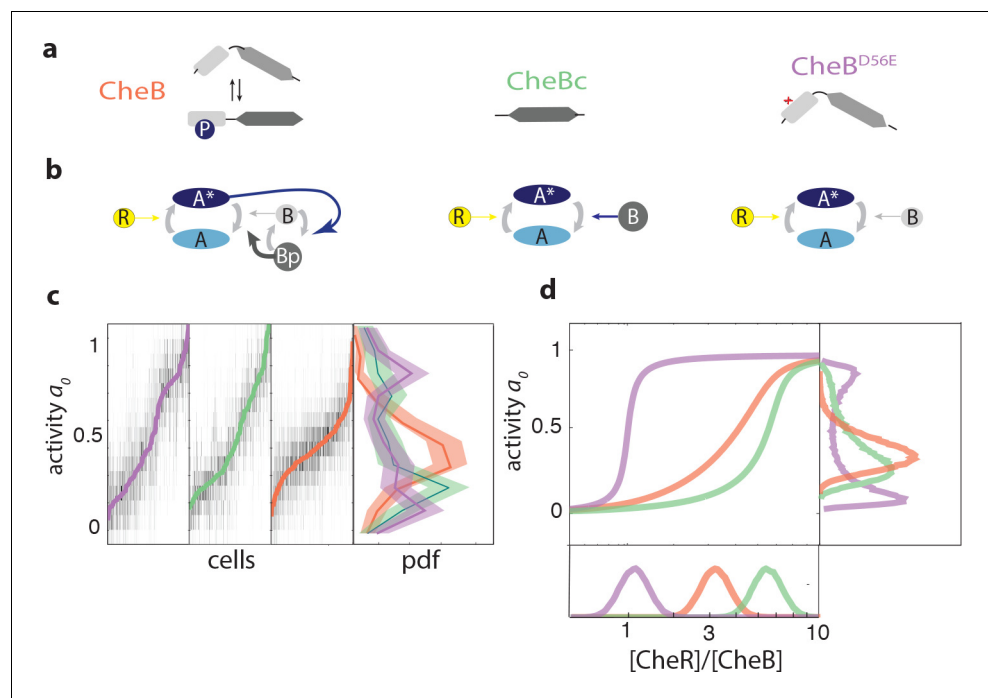 a
CheB
CheBc
CheB^D56E
P
b
R A* B A Bp
R A* B A
R A* B A
c
d
activity a₀
1
0.5
0
cells
pdf
activity a₀
1
0.5
0
1 3 10
[CheR]/[CheB]